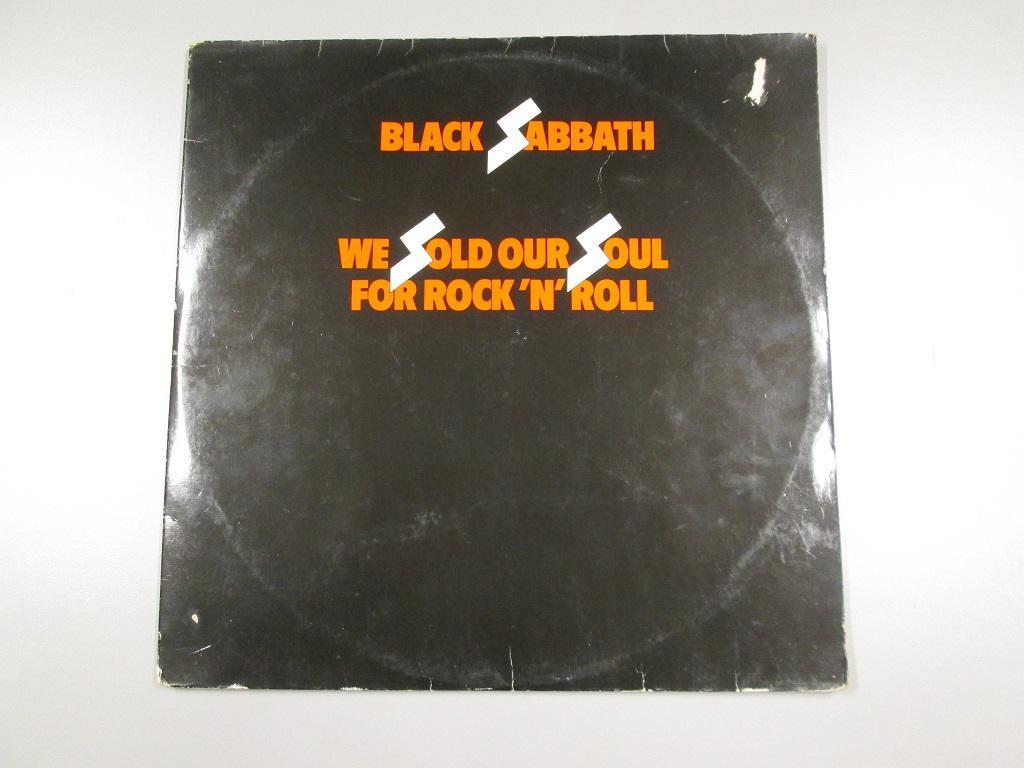 BLACK SABBATH
WE SOLD OUR SOUL
FOR ROCK 'N' ROLL